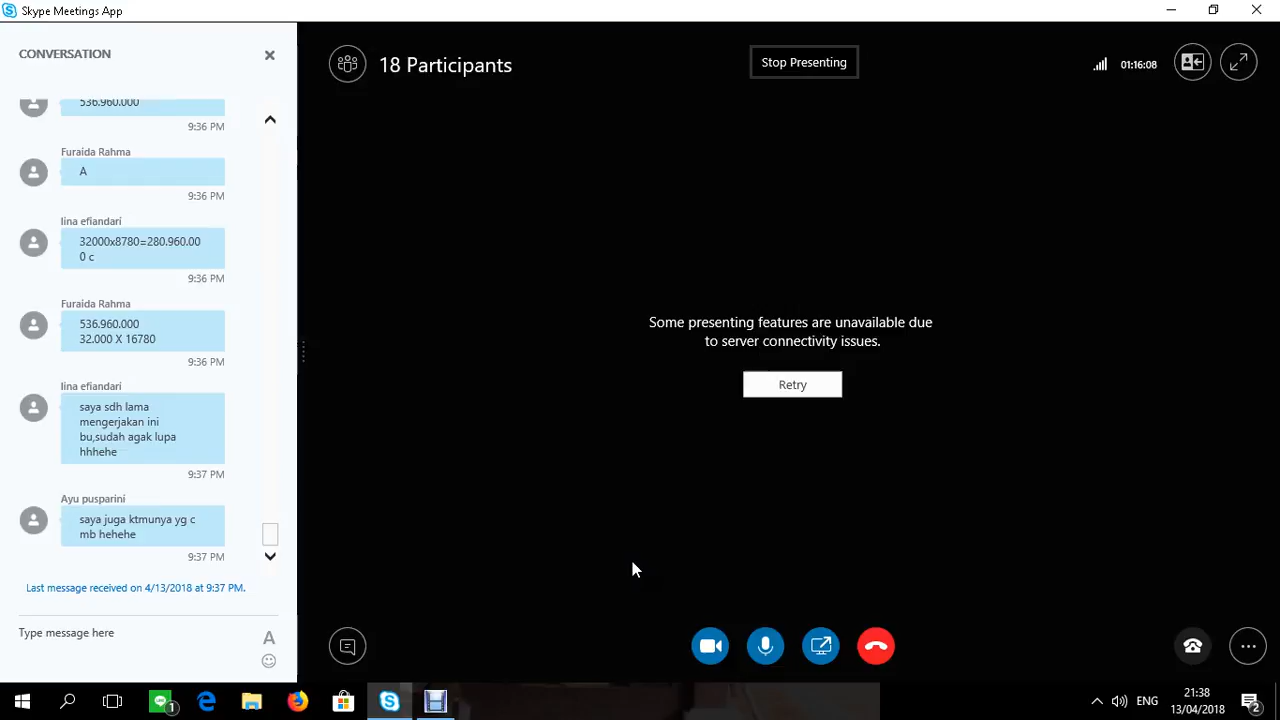 Skype Meetings App
CONVERSATION
536.960.000
9:36 PM
Furaida Rahma
A
9:36 PM
lina efiandari
32000x8780=280.960.00
0 c
9:36 PM
Furaida Rahma
536.960.000
32.000 X 16780
9:36 PM
lina efiandari
saya sdh lama
mengerjakan ini
bu,sudah agak lupa
hhhehe
9:37 PM
Ayu pusparini
saya juga ktmunya yg c
mb hehehe
9:37 PM
Last message received on 4/13/2018 at 9:37 PM.
Type message here
A
18 Participants
Stop Presenting
01:16:08
Some presenting features are unavailable due
to server connectivity issues.
Retry
1
ENG
21:38
13/04/2018
2